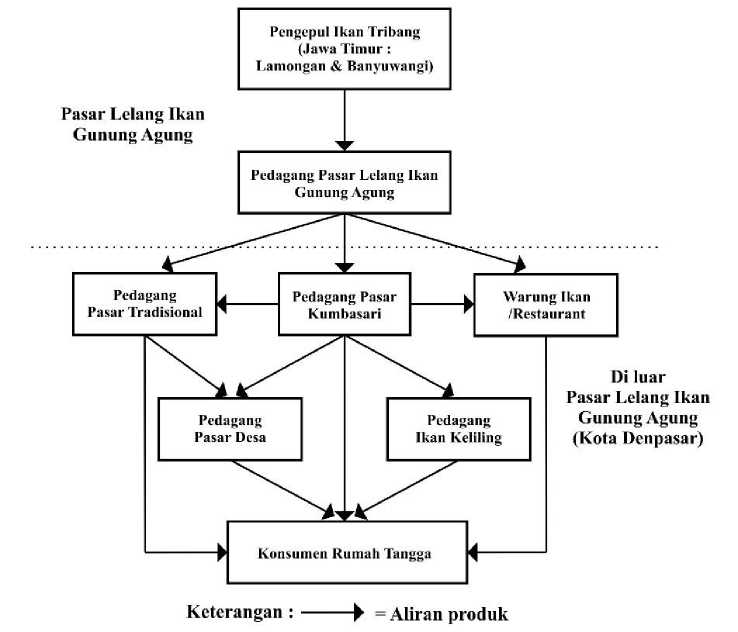 Pengepul Ikan Tribang
(Jawa Timur :
Lamongan & Banyuwangi)
Pasar Lelang Ikan
Gunung Agung
Pedagang Pasar Lelang Ikan
Gunung Agung
Pedagang
Pasar Tradisional
Pedagang Pasar
Kumbasari
Warung Ikan
/Restaurant
Di luar
Pasar Lelang Ikan
Gunung Agung
(Kota Denpasar)
Pedagang
Pasar Desa
Pedagang
Ikan Keliling
Konsumen Rumah Tangga
Keterangan : = Aliran produk